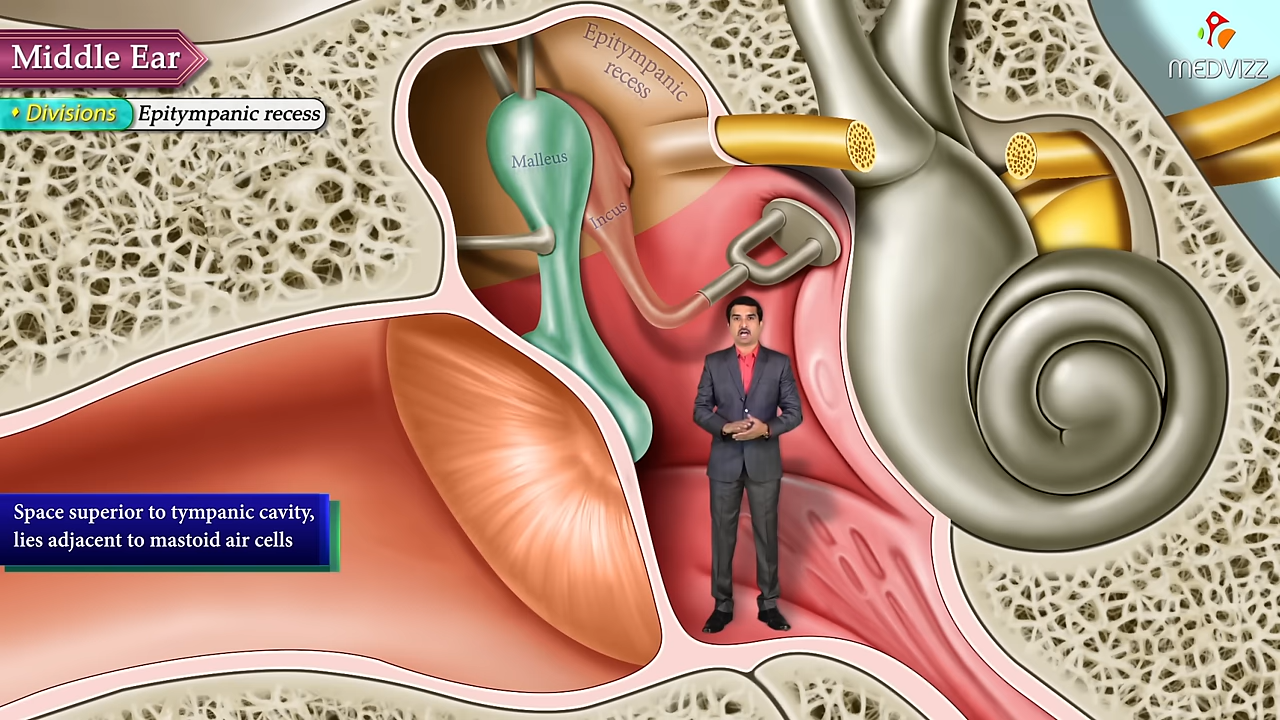 Middle Ear
♦ Divisions Epitympanic recess
Epitympanic
recess
MEDVIZZ
Malleus
Incus
Space superior to tympanic cavity,
lies adjacent to mastoid air cells